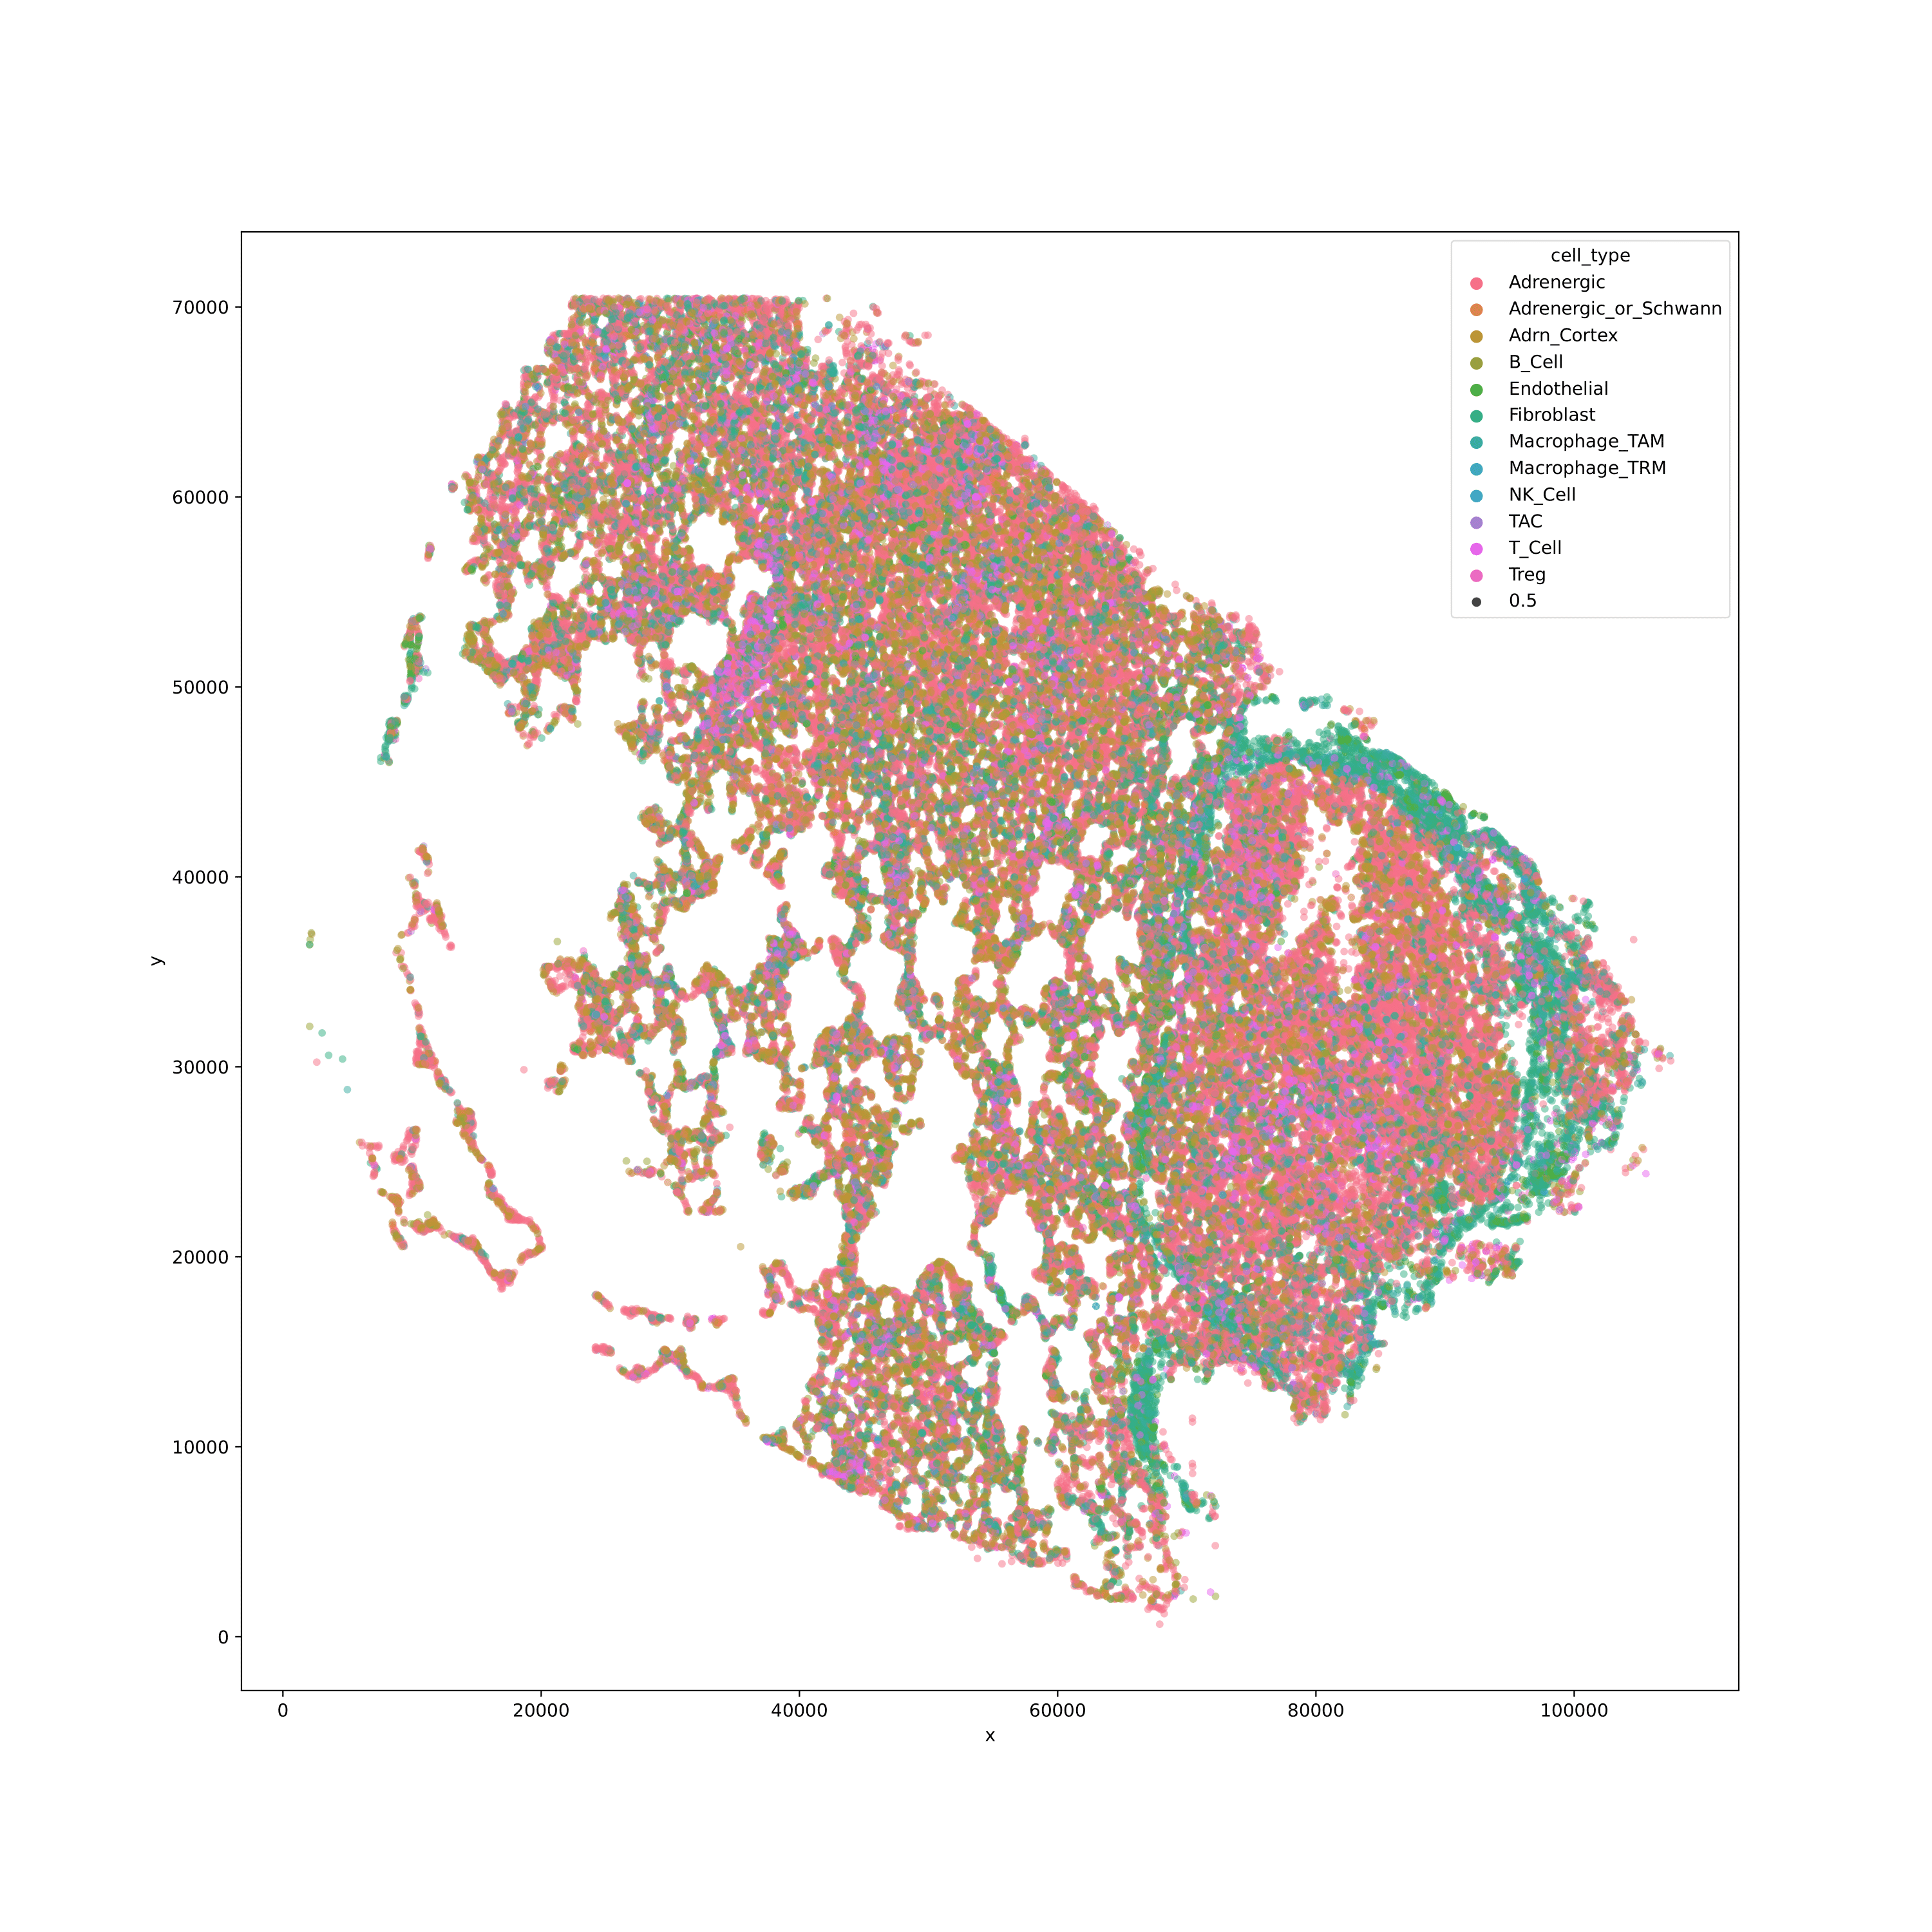 cell_type
Adrenergic
Adrenergic_or_Schwann
Adrn_Cortex
B_Cell
Endothelial
Fibroblast
Macrophage_TAM
Macrophage_TRM
NK_Cell
TAC
T_Cell
Treg
0.5
70000
60000
50000
40000
30000
20000
10000
0
y
0 20000 40000 60000 80000 100000
x